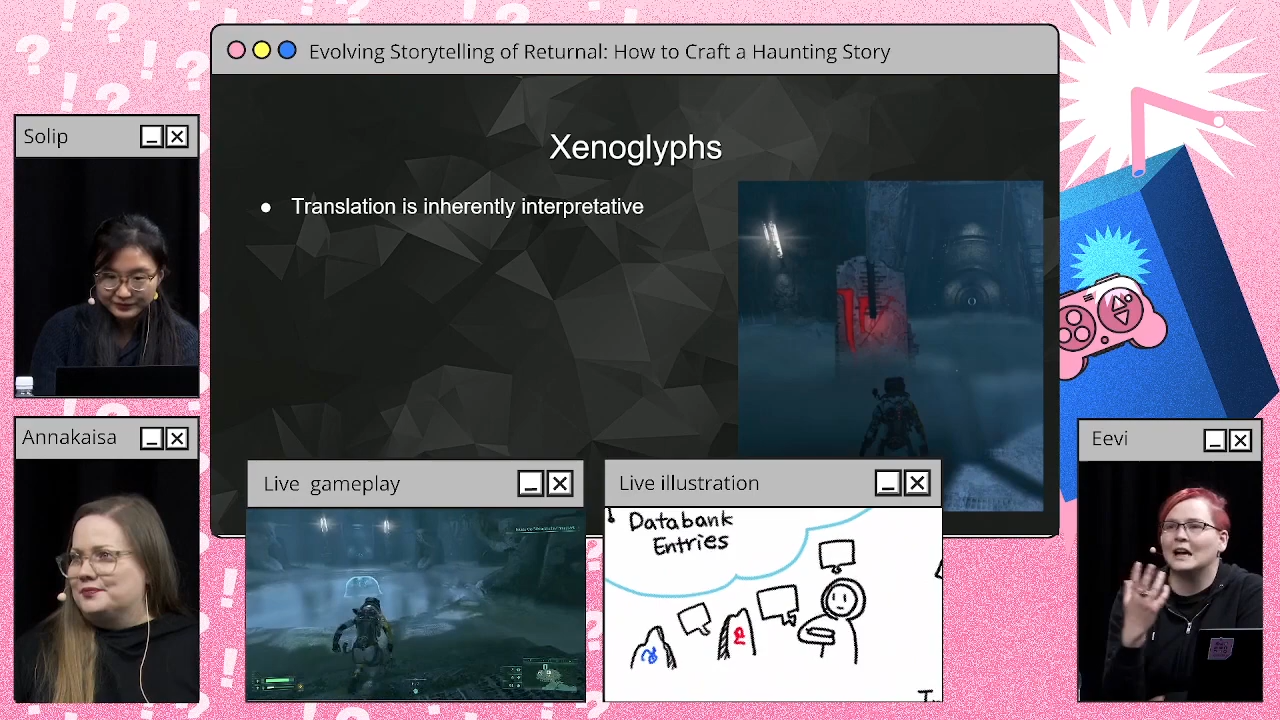 Evolving Storytelling of Returnal: How to Craft a Haunting Story
Solip
Xenoglyphs
Translation is inherently interpretative
Annakaisa
Eevi
Live gameplay
Live illustration
Databank
Entries